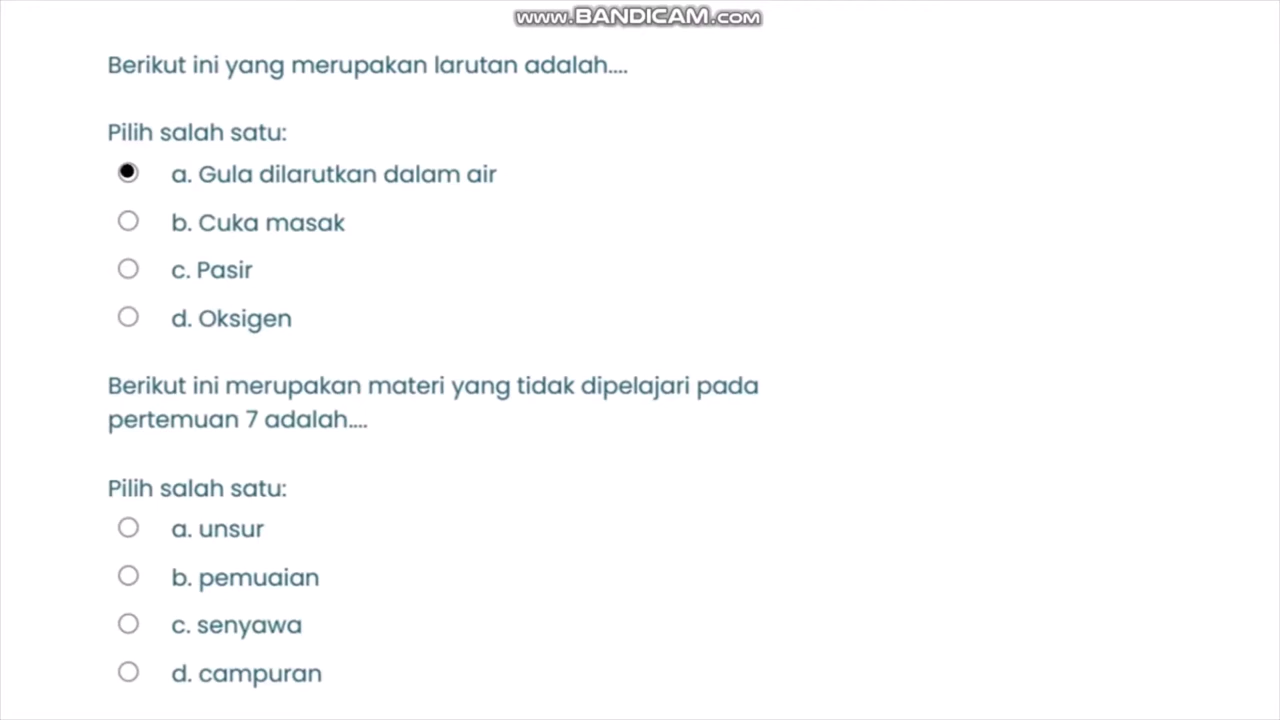 www.BANDICAM.com
Berikut ini yang merupakan larutan adalah....
Pilih salah satu:
a. Gula dilarutkan dalam air
b. Cuka masak
c. Pasir
d. Oksigen
Berikut ini merupakan materi yang tidak dipelajari pada
pertemuan 7 adalah....
Pilih salah satu:
a. unsur
b. pemuaian
c. senyawa
d. campuran